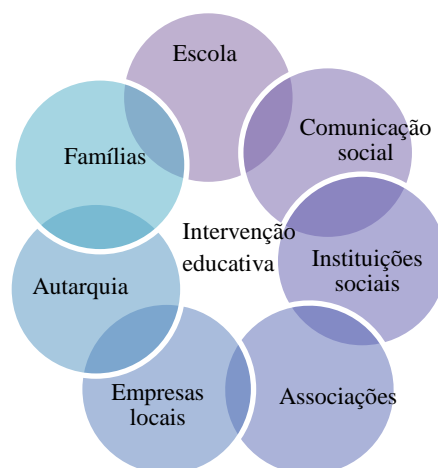 Escola
Comunicação
social
Famílias
Intervenção
educativa
Instituições
sociais
Autarquia
Empresas
locais
Associações